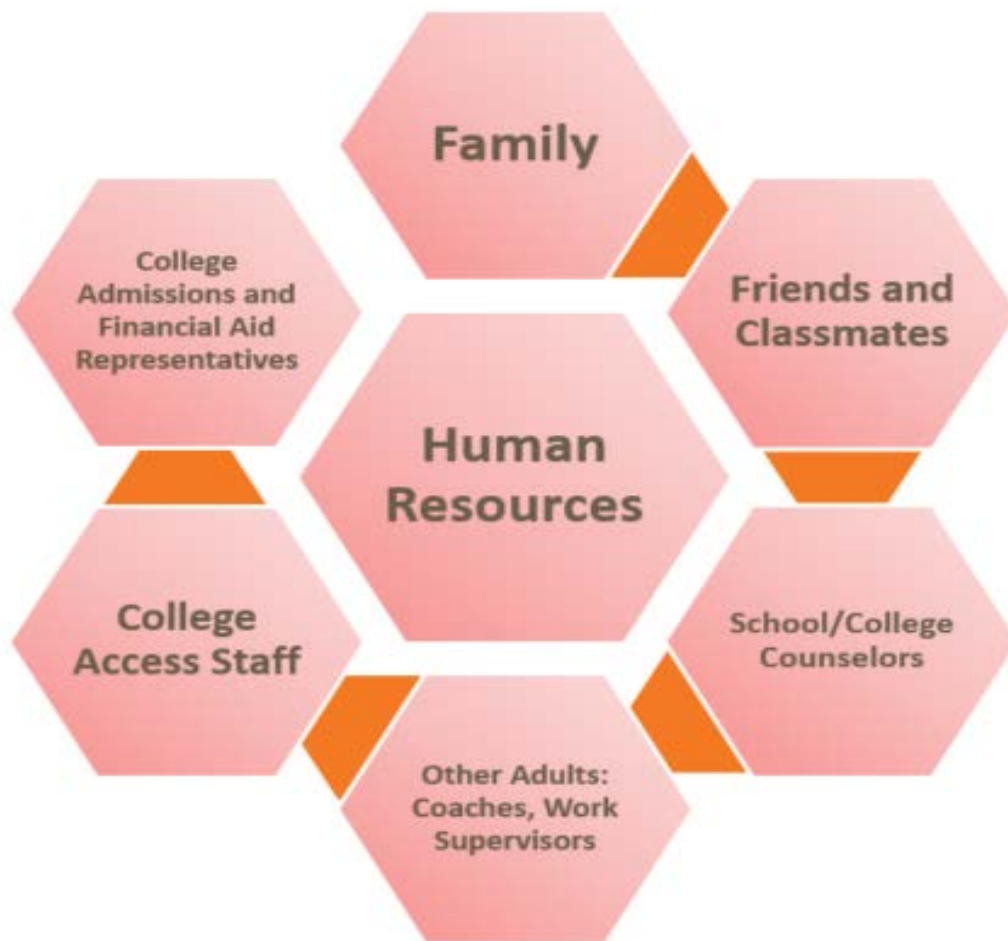 Family
Friends and
Classmates
School/College
Counselors
Other Adults:
Coaches, Work
Supervisors
College
Access Staff
College
Admissions and
Financial Aid
Representatives
Human
Resources